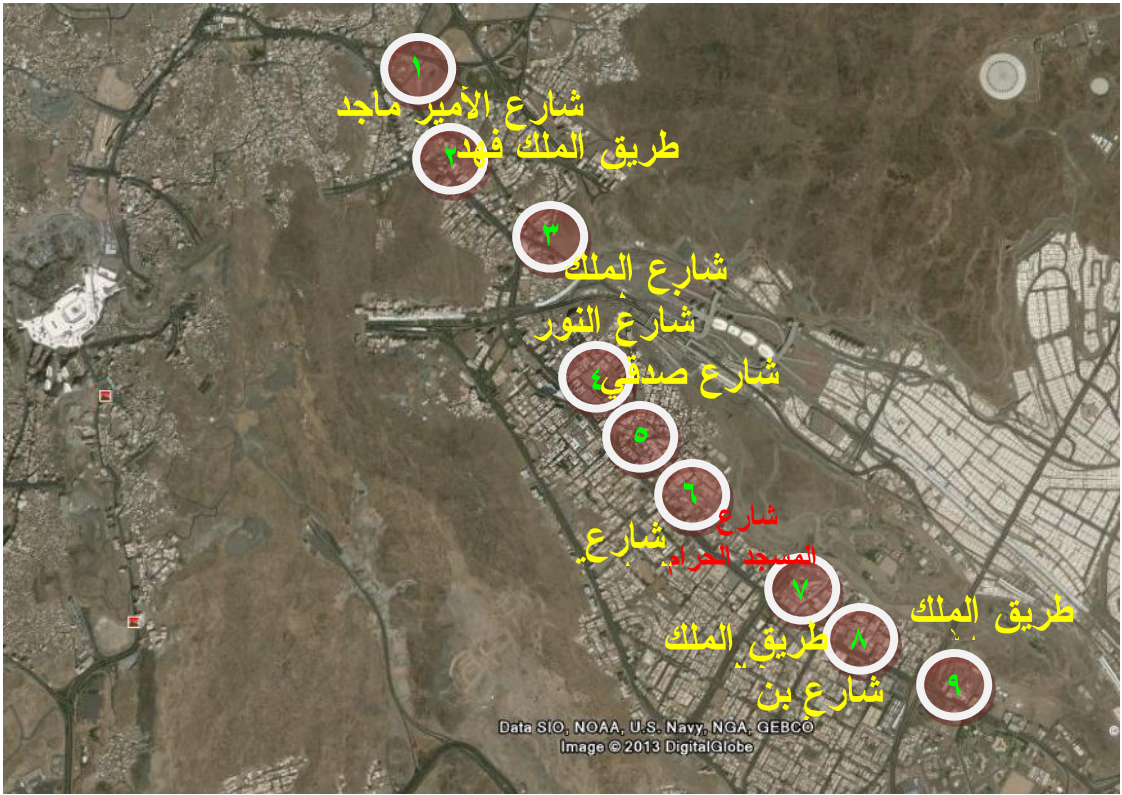 ١
شارع الأمير ماجد
طريق الملك فهد
٢
٣
شارع الملك
شارع النور
شارع صدقي
٤
٥
٦
شارع
المسجد الحرام
شارع
٧
طريق الملك
طريق الملك
٨
شارع بن
٩
Data SIO, NOAA, U.S. Navy, NGA, GEBCO
Image © 2013 DigitalGlobe